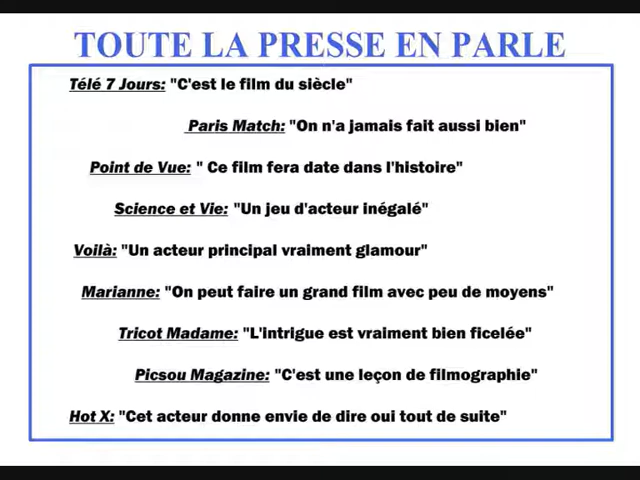 TOUTE LA PRESSE EN PARLE
Télé 7 Jours: "C'est le film du siècle"
Paris Match: "On n'a jamais fait aussi bien"
Point de Vue: " Ce film fera date dans l'histoire"
Science et Vie: "Un jeu d'acteur inégalé"
Voilà: "Un acteur principal vraiment glamour"
Marianne: "On peut faire un grand film avec peu de moyens"
Tricot Madame: "L'intrigue est vraiment bien ficelée"
Picsou Magazine: "C'est une leçon de filmographie"
Hot X: "Cet acteur donne envie de dire oui tout de suite"